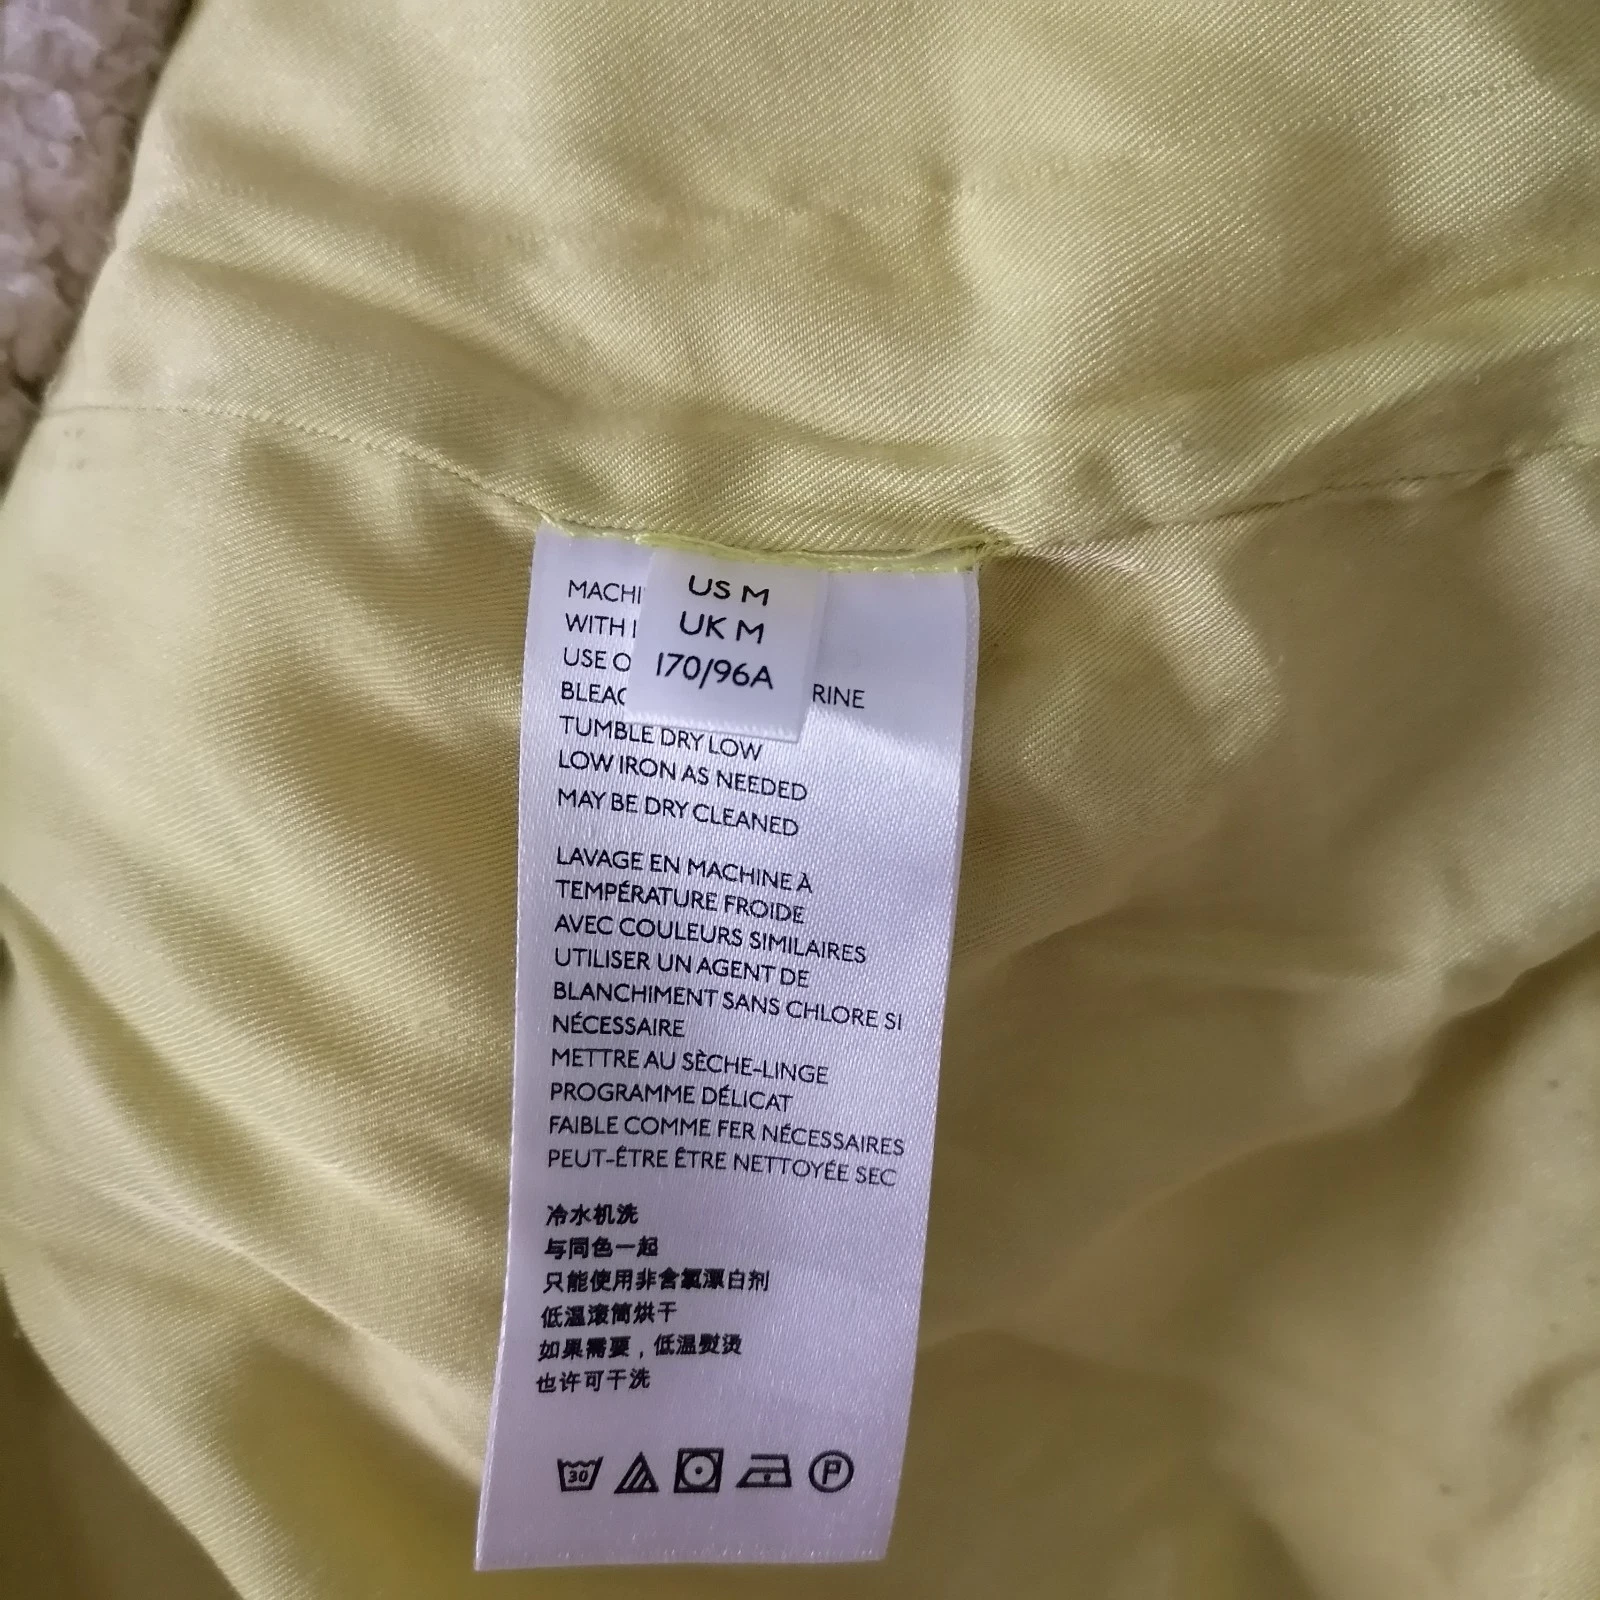 US M
UK M
170/96A
USE
TUMBLE DRY LOW
LOW IRON AS NEEDED
MAY BE DRY CLEANED
LAVAGE EN MACHINE À
TEMPÉRATURE FROIDE
AVEC COULEURS SIMILAIRES
UTILISER UN AGENT DE
BLANCHIMENT SANS CHLORE SI
NÉCESSAIRE
METTRE AU SÈCHE-LINGE
PROGRAMME DÉLICAT
FAIBLE COMME FER NÉCESSAIRES
PEUT-ÊTRE ÊTRE NETTOYÉE SEC
冷水机洗
与同色一起
只能使用非含氯漂白剂
低温滚筒烘干
如果需要，低温熨烫
也许可干洗
30 P